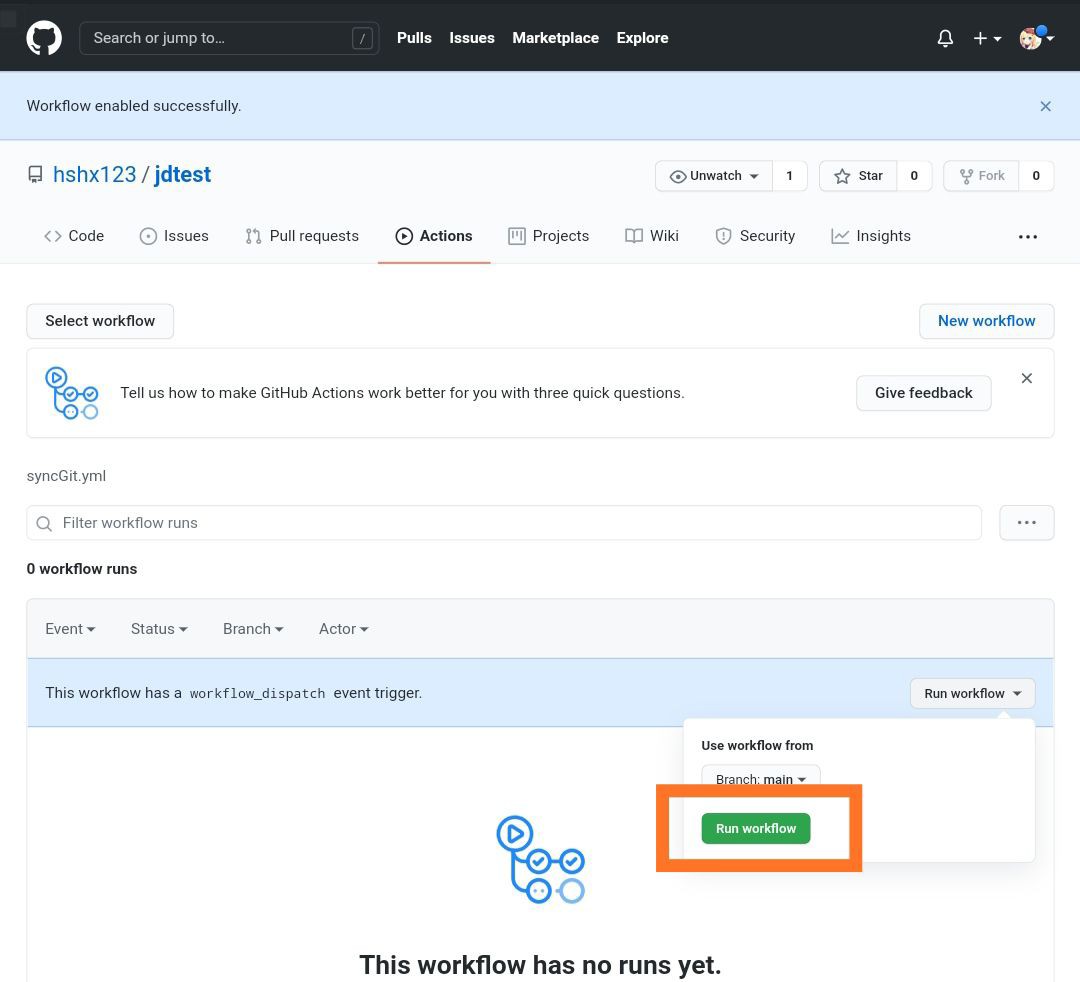 Search or jump to… /
Pulls Issues Marketplace Explore
Workflow enabled successfully.
hshx123 / jdtest
Unwatch 1 Star 0 Fork 0
Code Issues Pull requests Actions Projects Wiki Security Insights
Select workflow
New workflow
Tell us how to make GitHub Actions work better for you with three quick questions.
Give feedback
syncGit.yml
Filter workflow runs
0 workflow runs
Event Status Branch Actor
This workflow has a workflow_dispatch event trigger.
Run workflow
Use workflow from
Branch: main
Run workflow
This workflow has no runs yet.